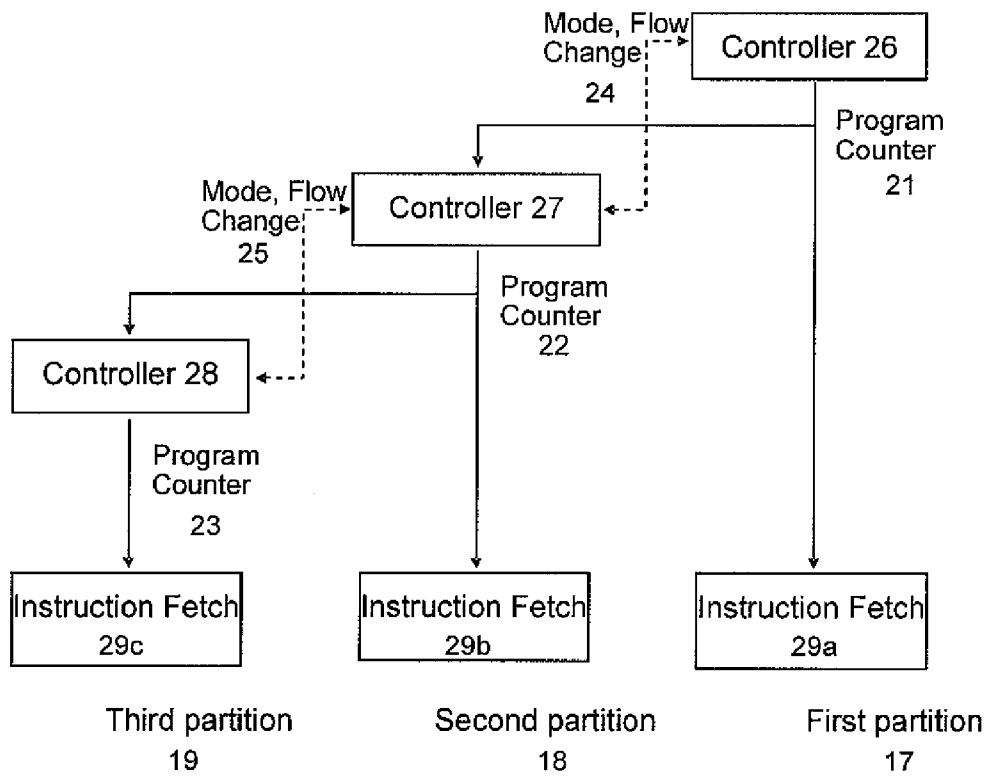 Mode, Flow
Change
24
Controller 26
Program
Counter
21
Mode, Flow
Change
25
Controller 27
Program
Counter
22
Controller 28
Program
Counter
23
Instruction Fetch
29c
Instruction Fetch
29b
Instruction Fetch
29a
Third partition
19
Second partition
18
First partition
17